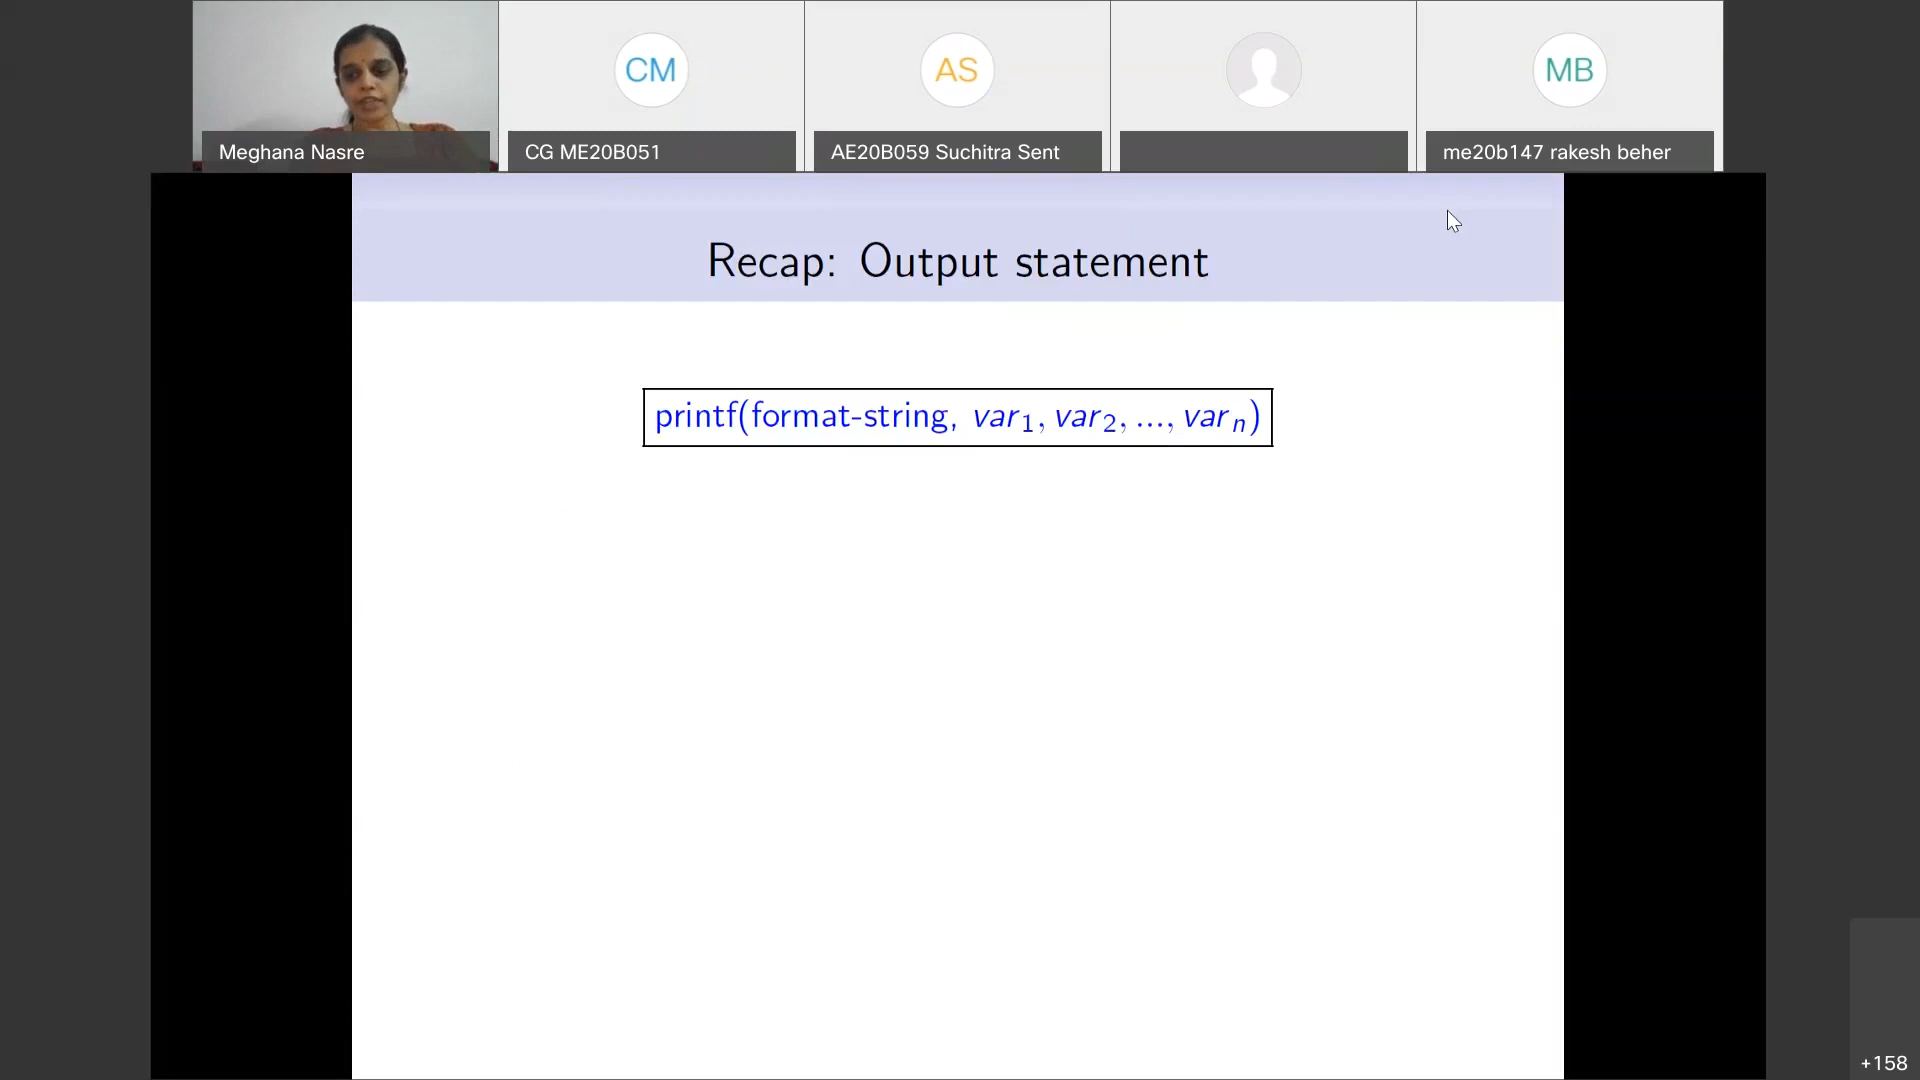 CM
AS
MB
Meghana Nasre
CG ME20B051
AE20B059 Suchitra Sent
me20b147 rakesh beher
Recap: Output statement
printf(format-string, var₁, var₂, ..., varₙ)
+158